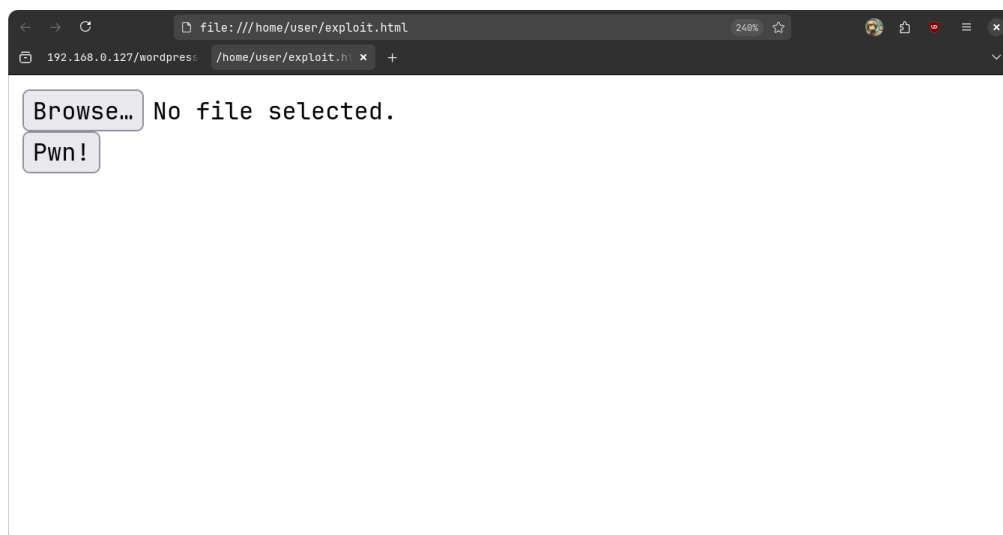 file:///home/user/exploit.html
240%
192.168.0.127/wordpress
/home/user/exploit.ht
Browse… No file selected.
Pwn!